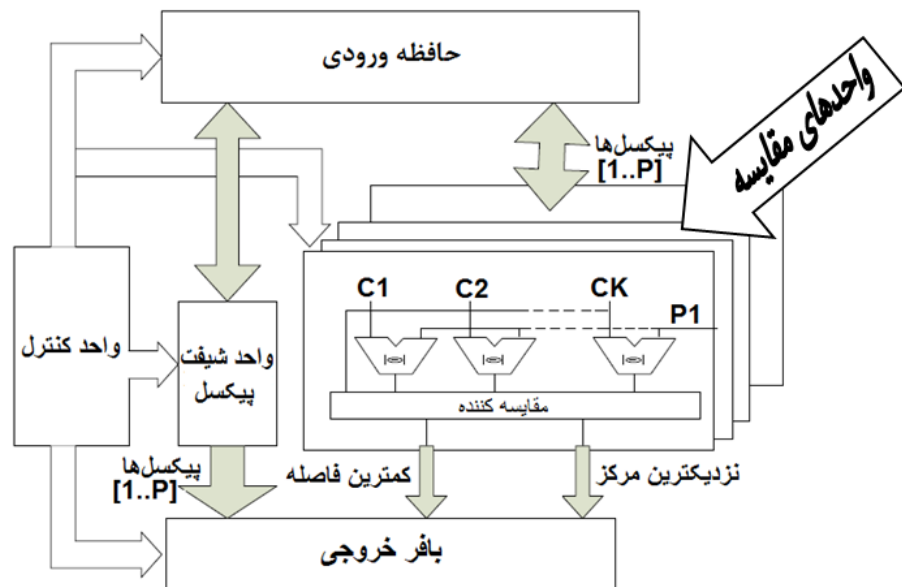 حافظه ورودی
واحدهای مقایسه
پیکسل‌ها
[1..P]
C1
C2
CK
P1
واحد کنترل
واحد شیفت
پیکسل
مقایسه کننده
پیکسل‌ها
[1..P]
کمترین فاصله
نزدیکترین مرکز
بافر خروجی